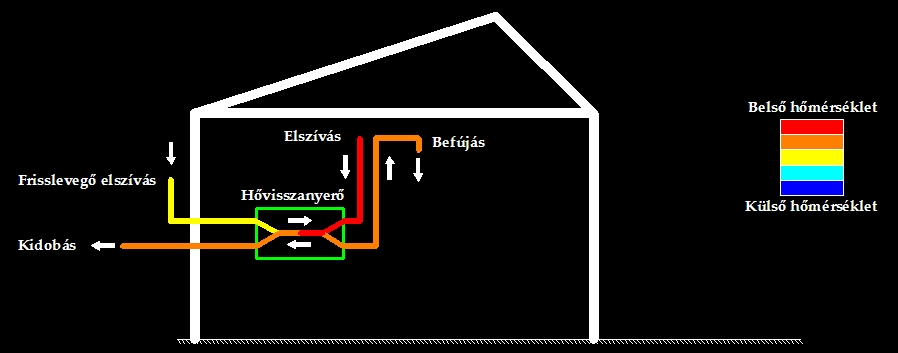 Belső hőmérséklet
Elszívás
Befújás
Frisslevegő elszívás
Hővisszanyerő
Külső hőmérséklet
Kidobás